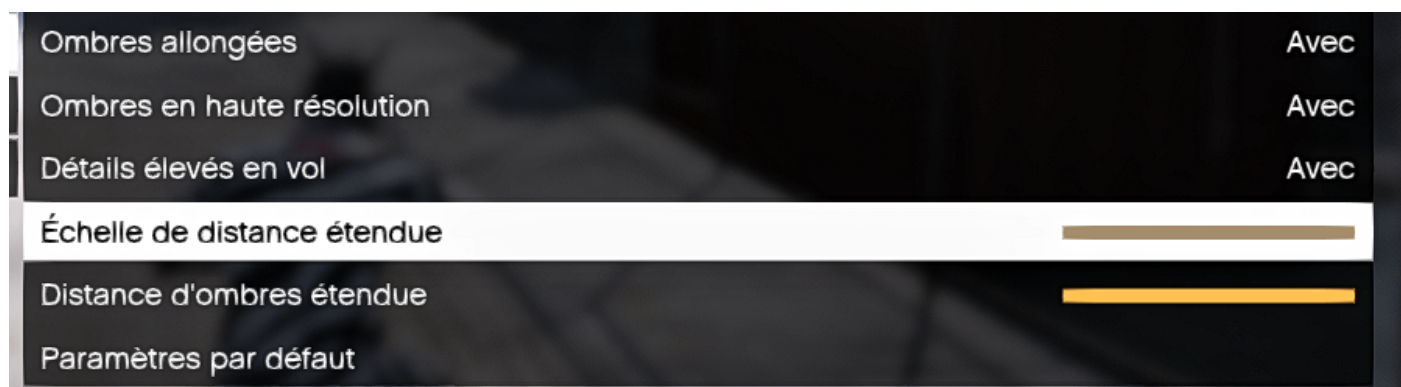 Ombres allongées Avec
Ombres en haute résolution Avec
Détails élevés en vol Avec
Échelle de distance étendue
Distance d'ombres étendue
Paramètres par défaut